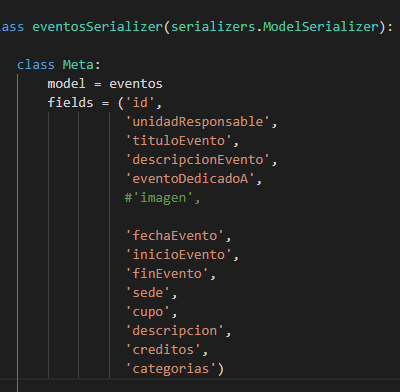 ass eventosSerializer(serializers.ModelSerializer):
class Meta:
model = eventos
fields = ('id',
'unidadResponsable',
'tituloEvento',
'descripcionEvento',
'eventoDedicadoA',
#'imagen',
'fechaEvento',
'inicioEvento',
'finEvento',
'sede',
'cupo',
'descripcion',
'creditos',
'categorias')